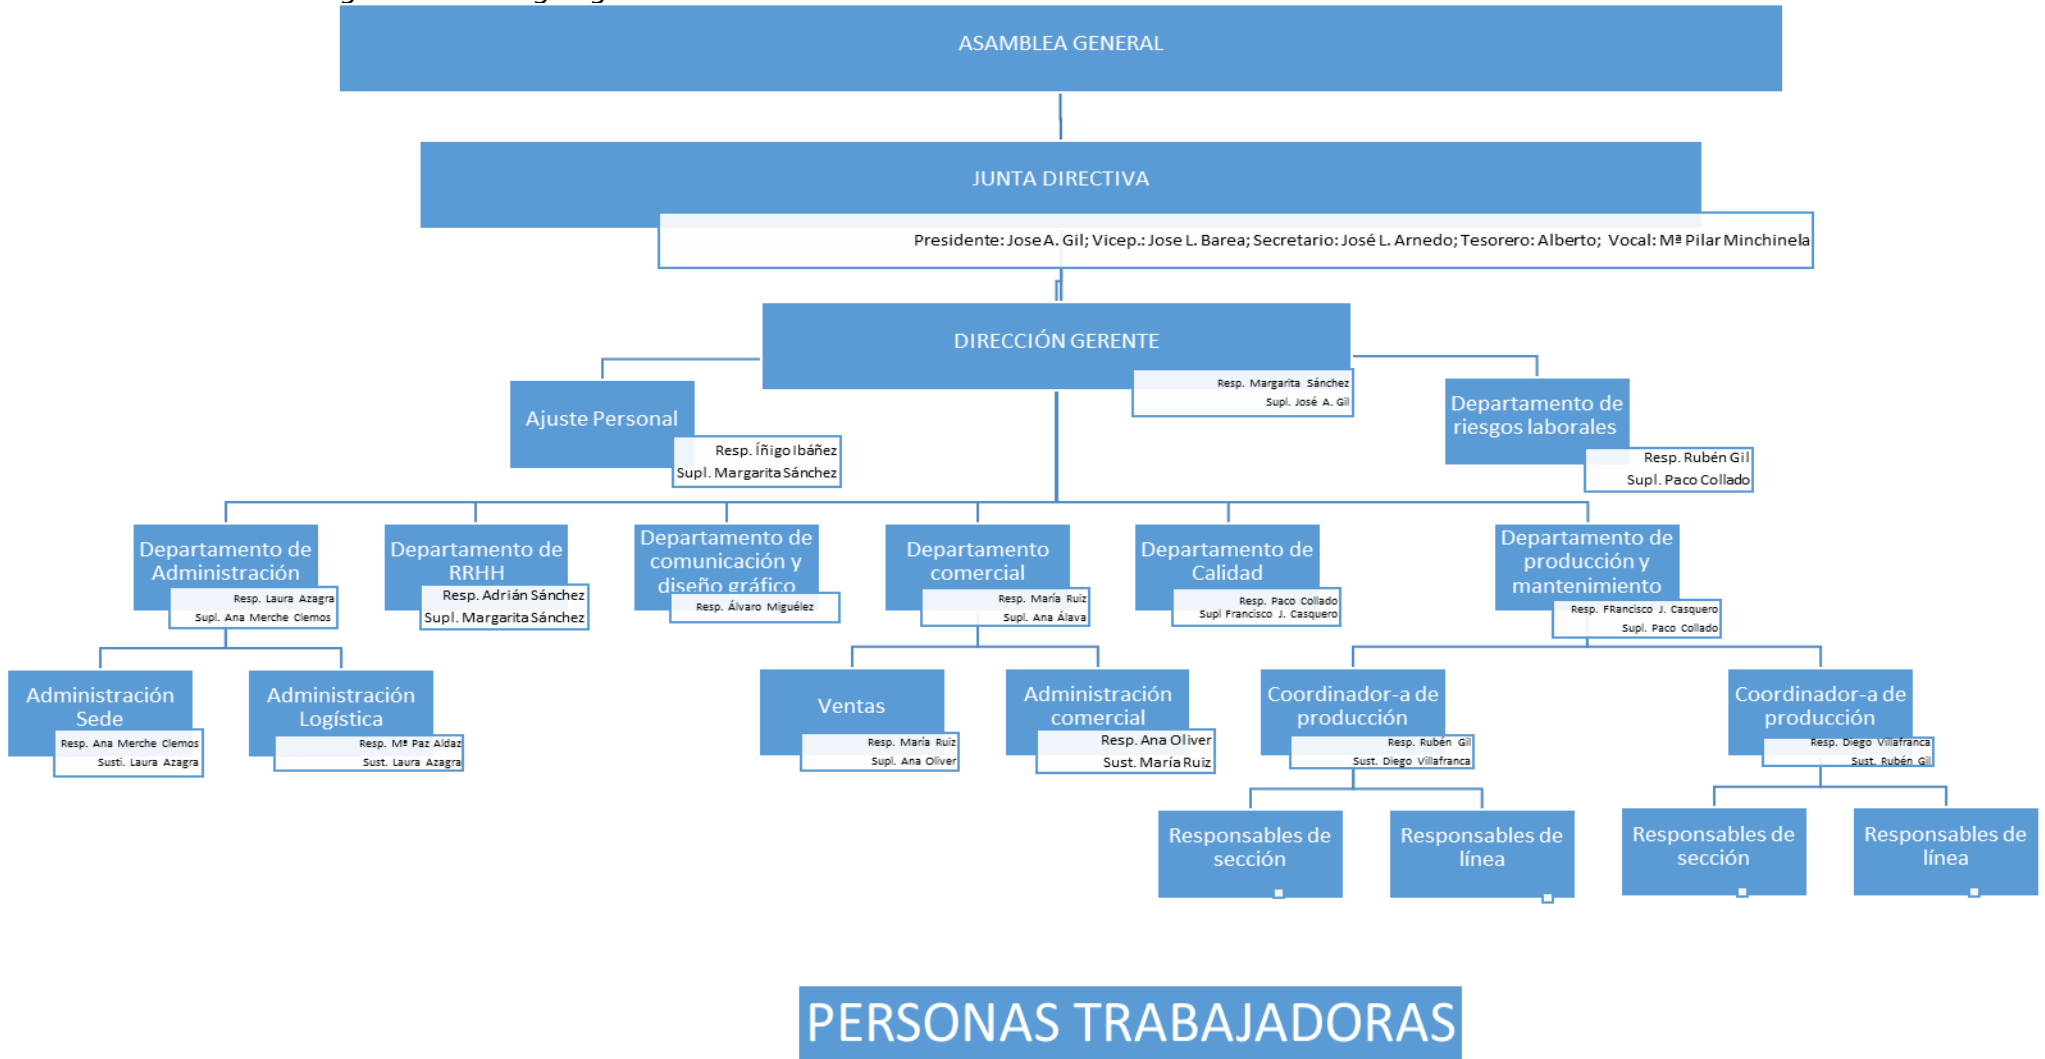 ASAMBLEA GENERAL
JUNTA DIRECTIVA
Presidente: Jose A. Gil; Vicep.: Jose L. Barea; Secretario: José L. Arnedo; Tesorero: Alberto; Vocal: Mª Pilar Minchinela
DIRECCIÓN GERENTE
Resp. Margarita Sánchez
Supl. José A. Gil
Ajuste Personal
Resp. Íñigo Ibáñez
Supl. Margarita Sánchez
Departamento de
riesgos laborales
Resp. Rubén Gil
Supl. Paco Collado
Departamento de
Administración
Resp. Laura Azagra
Supl. Ana Merche Clemos
Departamento de
RRHH
Resp. Adrián Sánchez
Supl. Margarita Sánchez
Departamento de
comunicación y
diseño gráfico
Resp. Álvaro Miguélez
Departamento
comercial
Resp. María Ruiz
Supl. Ana Álava
Departamento de
Calidad
Resp. Paco Collado
Supl Francisco J. Casquero
Departamento de
producción y
mantenimiento
Resp. FRancisco J. Casquero
Supl. Paco Collado
Administración
Sede
Resp. Ana Merche Clemos
Susti. Laura Azagra
Administración
Logística
Resp. Mª Paz Aldaz
Sust. Laura Azagra
Ventas
Resp. María Ruiz
Supl. Ana Oliver
Administración
comercial
Resp. Ana Oliver
Sust. María Ruiz
Coordinador-a de
producción
Resp. Rubén Gil
Sust. Diego Villafranca
Coordinador-a de
producción
Resp. Diego Villafranca
Sust. Rubén Gil
Responsables de
sección
Responsables de
línea
Responsables de
sección
Responsables de
línea
PERSONAS TRABAJADORAS